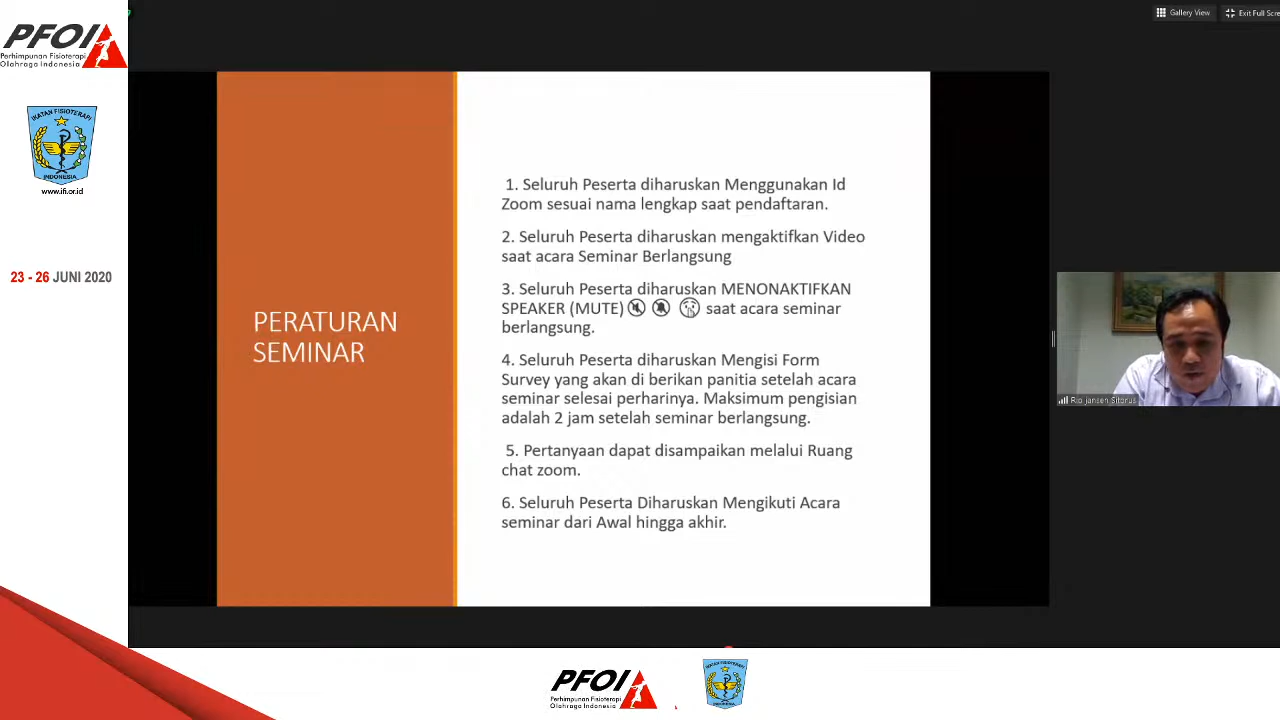 PFOI
Perhimpunan Fisioterapi
Olahraga Indonesia
IKATAN FISIOTERAPI
INDONESIA
www.ifi.or.id
23 - 26 JUNI 2020
Gallery View
Exit Full Scre
PERATURAN
SEMINAR
1. Seluruh Peserta diharuskan Menggunakan Id
Zoom sesuai nama lengkap saat pendaftaran.
2. Seluruh Peserta diharuskan mengaktifkan Video
saat acara Seminar Berlangsung
3. Seluruh Peserta diharuskan MENONAKTIFKAN
SPEAKER (MUTE) saat acara seminar
berlangsung.
4. Seluruh Peserta diharuskan Mengisi Form
Survey yang akan di berikan panitia setelah acara
seminar selesai perharinya. Maksimum pengisian
adalah 2 jam setelah seminar berlangsung.
5. Pertanyaan dapat disampaikan melalui Ruang
chat zoom.
6. Seluruh Peserta Diharuskan Mengikuti Acara
seminar dari Awal hingga akhir.
Rio jansen Sitorus
PFOI
Perhimpunan Fisioterapi
Olahraga Indonesia
IKATAN FISIOTERAPI
INDONESIA